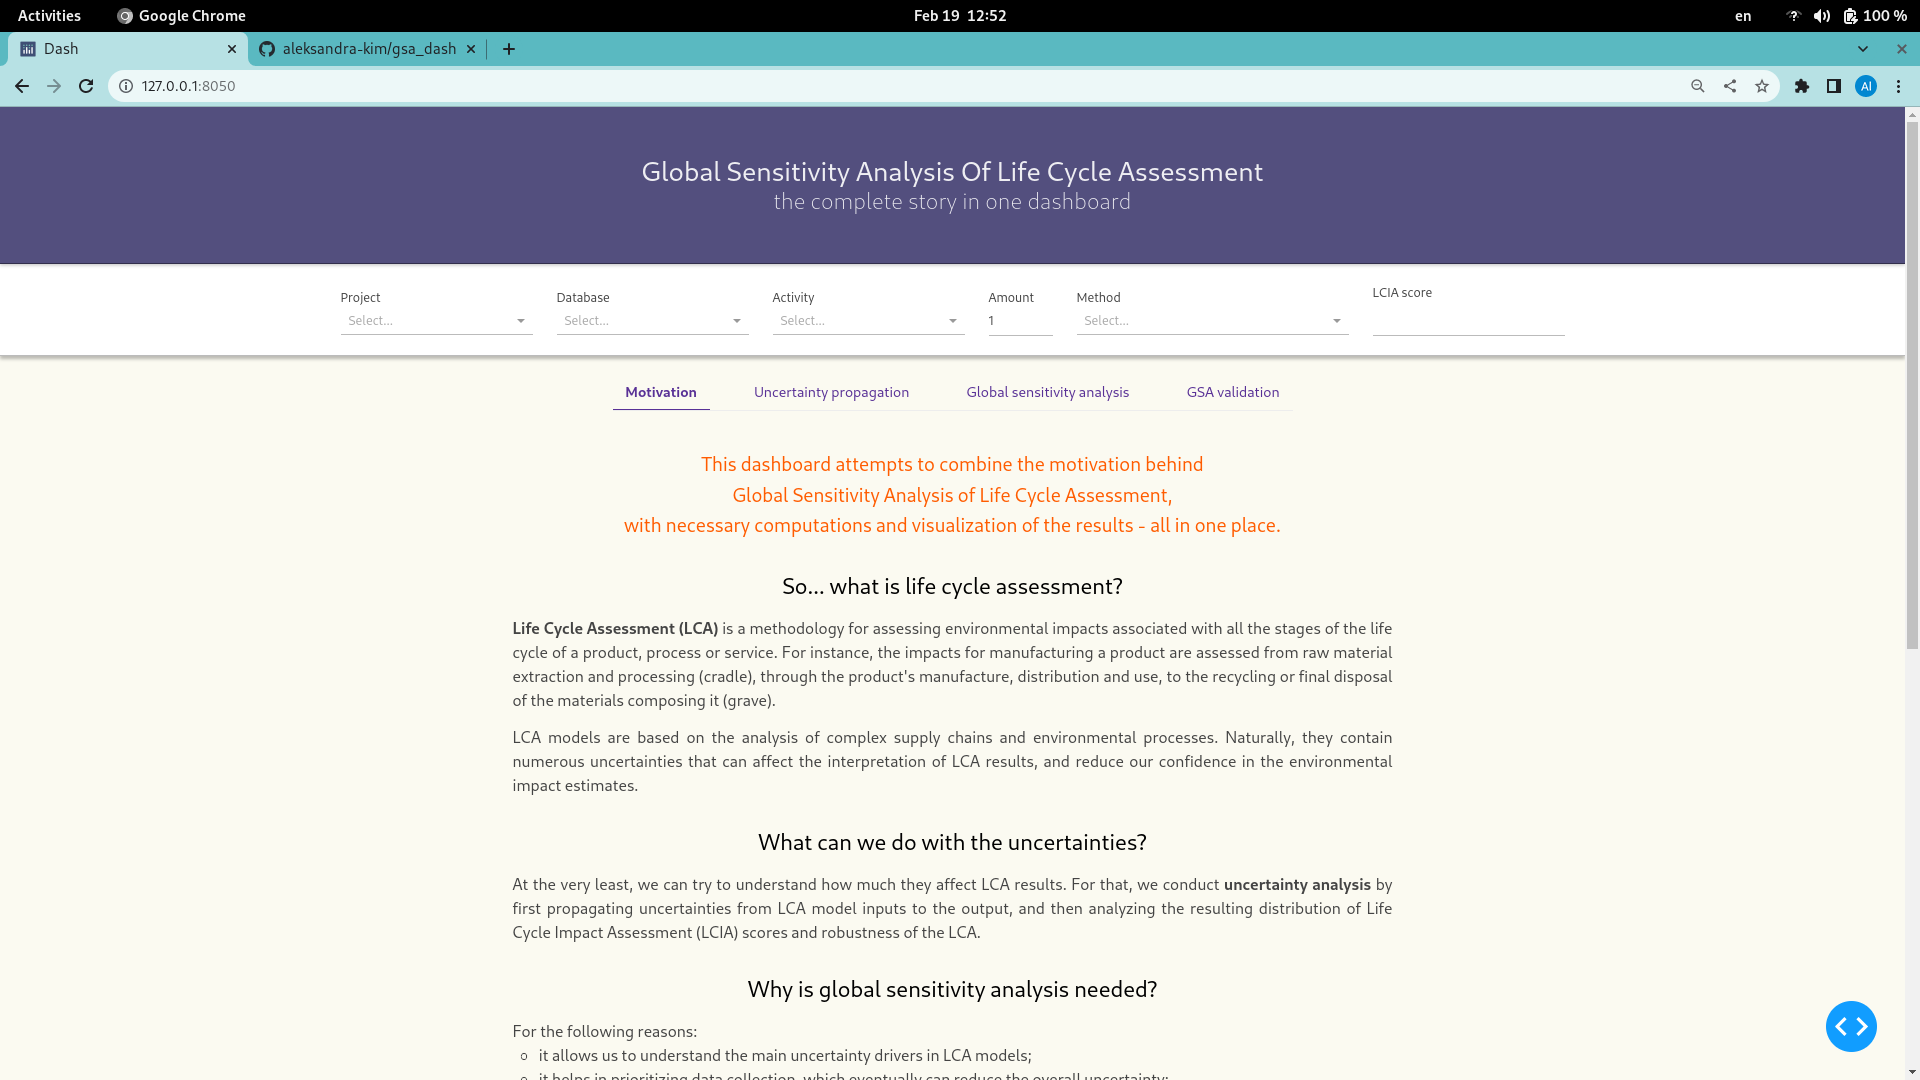 Activities Google Chrome Feb 19 12:52 en 100 %
Dash aleksandra-kim/gsa_dash
127.0.0.1:8050 AI
Global Sensitivity Analysis Of Life Cycle Assessment
the complete story in one dashboard
Project Database Activity Amount Method LCIA score
Select... Select... Select... 1 Select...
Motivation Uncertainty propagation Global sensitivity analysis GSA validation
This dashboard attempts to combine the motivation behind
Global Sensitivity Analysis of Life Cycle Assessment,
with necessary computations and visualization of the results - all in one place.
So... what is life cycle assessment?
Life Cycle Assessment (LCA) is a methodology for assessing environmental impacts associated with all the stages of the life
cycle of a product, process or service. For instance, the impacts for manufacturing a product are assessed from raw material
extraction and processing (cradle), through the product's manufacture, distribution and use, to the recycling or final disposal
of the materials composing it (grave).
LCA models are based on the analysis of complex supply chains and environmental processes. Naturally, they contain
numerous uncertainties that can affect the interpretation of LCA results, and reduce our confidence in the environmental
impact estimates.
What can we do with the uncertainties?
At the very least, we can try to understand how much they affect LCA results. For that, we conduct uncertainty analysis by
first propagating uncertainties from LCA model inputs to the output, and then analyzing the resulting distribution of Life
Cycle Impact Assessment (LCIA) scores and robustness of the LCA.
Why is global sensitivity analysis needed?
For the following reasons:
it allows us to understand the main uncertainty drivers in LCA models;
it helps in prioritizing data collection, which eventually can reduce the overall uncertainty;